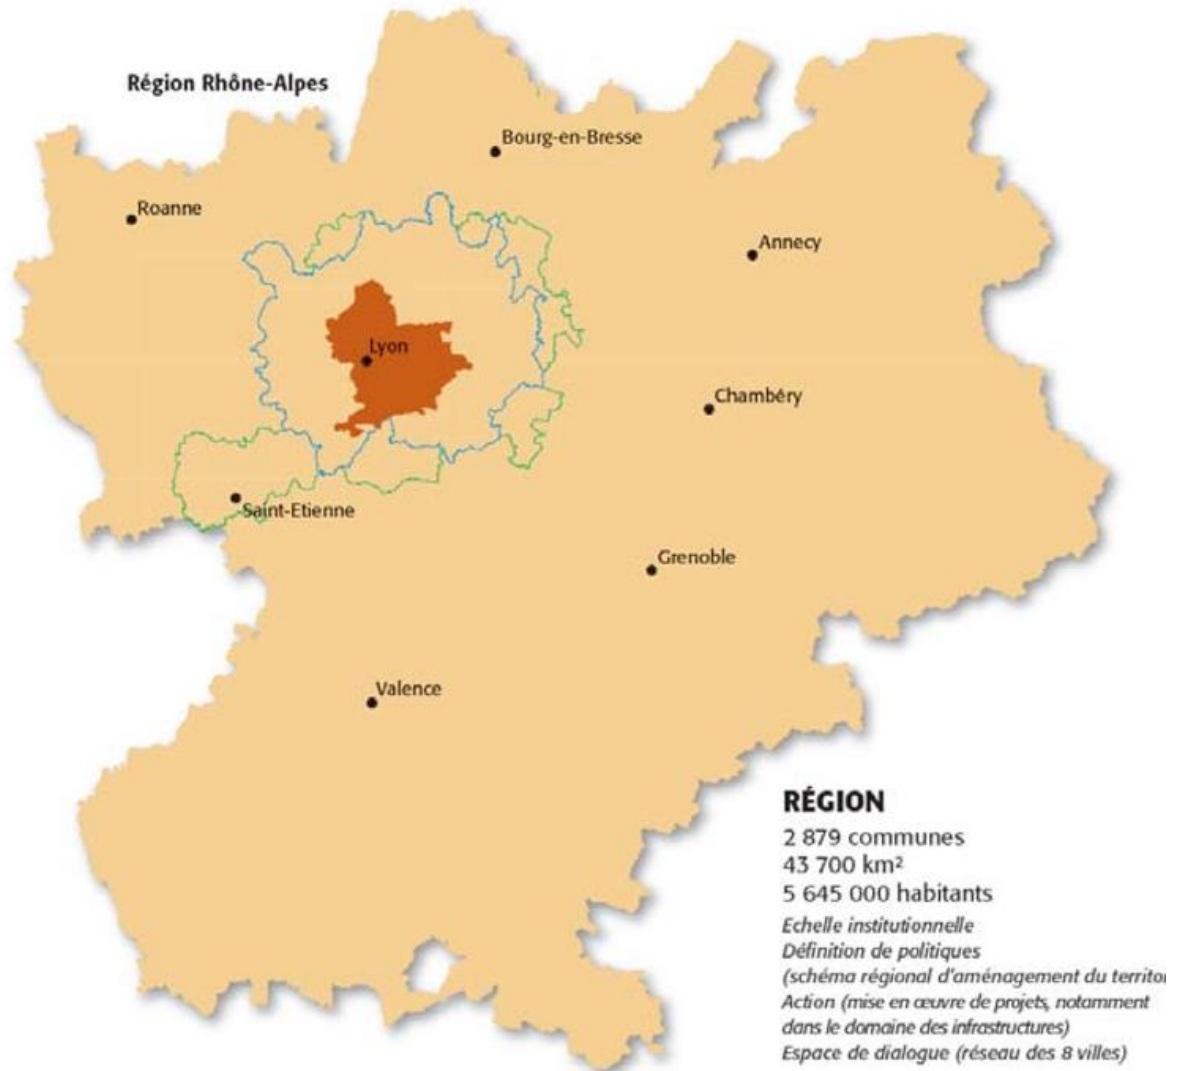 Région Rhône-Alpes
Bourg-en-Bresse
Roanne
Annecy
Lyon
Chambéry
Saint-Etienne
Grenoble
Valence
RÉGION
2 879 communes
43 700 km²
5 645 000 habitants
Echelle institutionnelle
Définition de politiques
(schéma régional d'aménagement du territoi
Action (mise en œuvre de projets, notamment
dans le domaine des infrastructures)
Espace de dialogue (réseau des 8 villes)